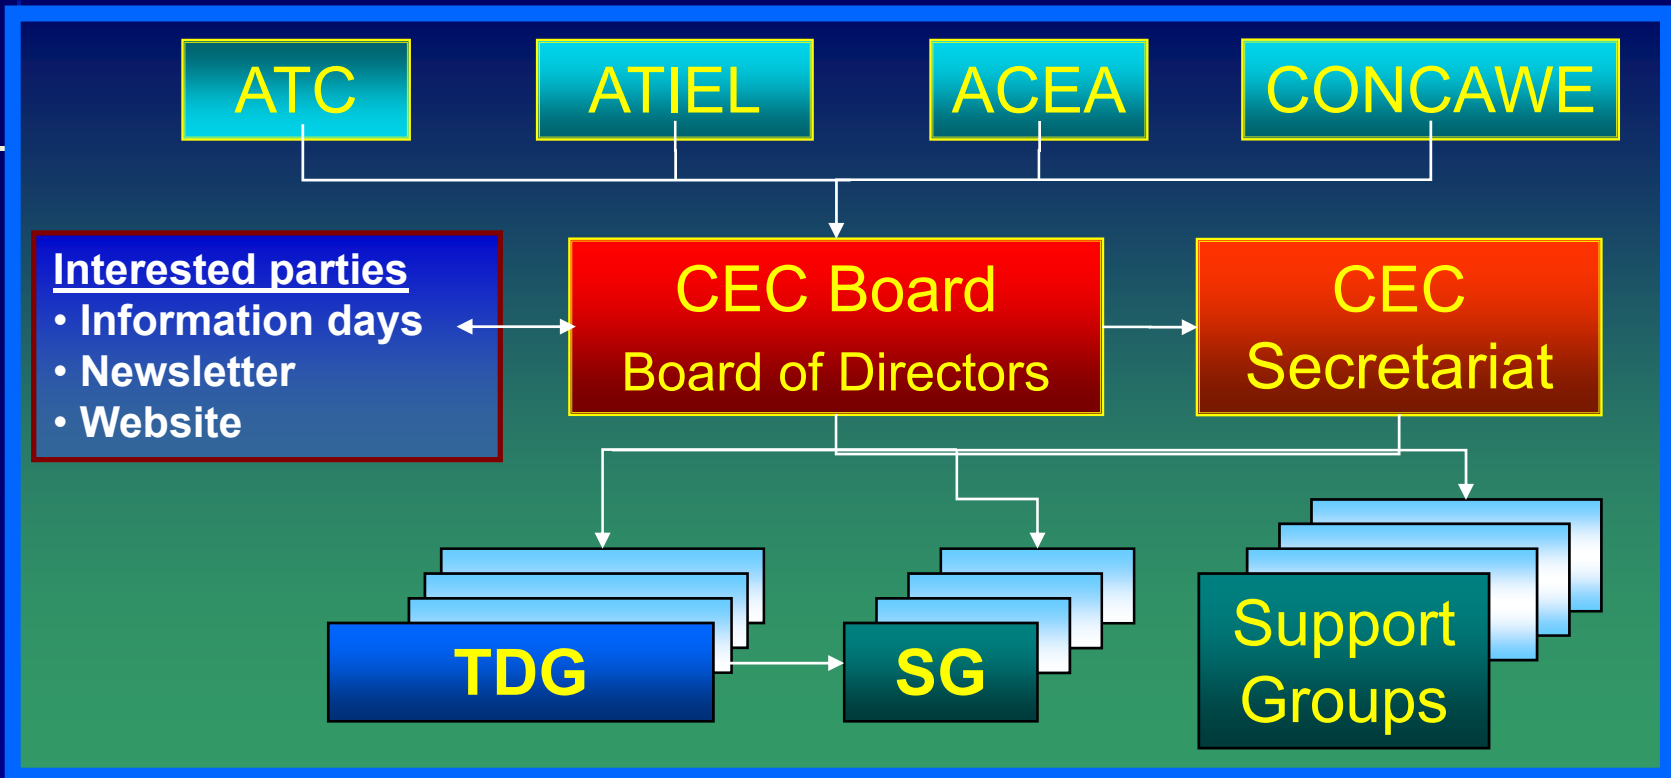 ATC
ATIEL
ACEA
CONCAWE
Interested parties
• Information days
• Newsletter
• Website
CEC Board
Board of Directors
CEC
Secretariat
TDG
SG
Support
Groups